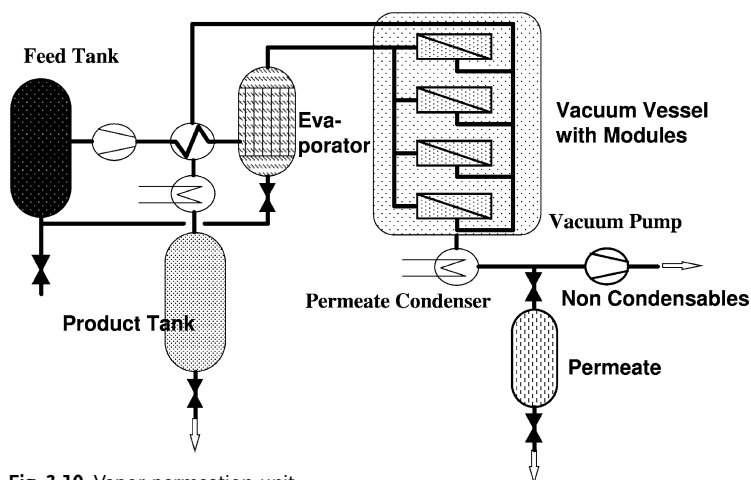 Feed Tank
Eva-
porator
Vacuum Vessel
with Modules
Vacuum Pump
Permeate Condenser
Non Condensables
Product Tank
Permeate
Fig. 3.10 Vapor permeation unit